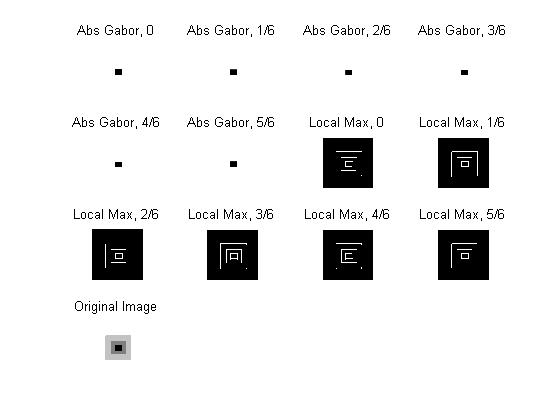 Abs Gabor, 0 Abs Gabor, 1/6 Abs Gabor, 2/6 Abs Gabor, 3/6
Abs Gabor, 4/6 Abs Gabor, 5/6 Local Max, 0 Local Max, 1/6
Local Max, 2/6 Local Max, 3/6 Local Max, 4/6 Local Max, 5/6
Original Image